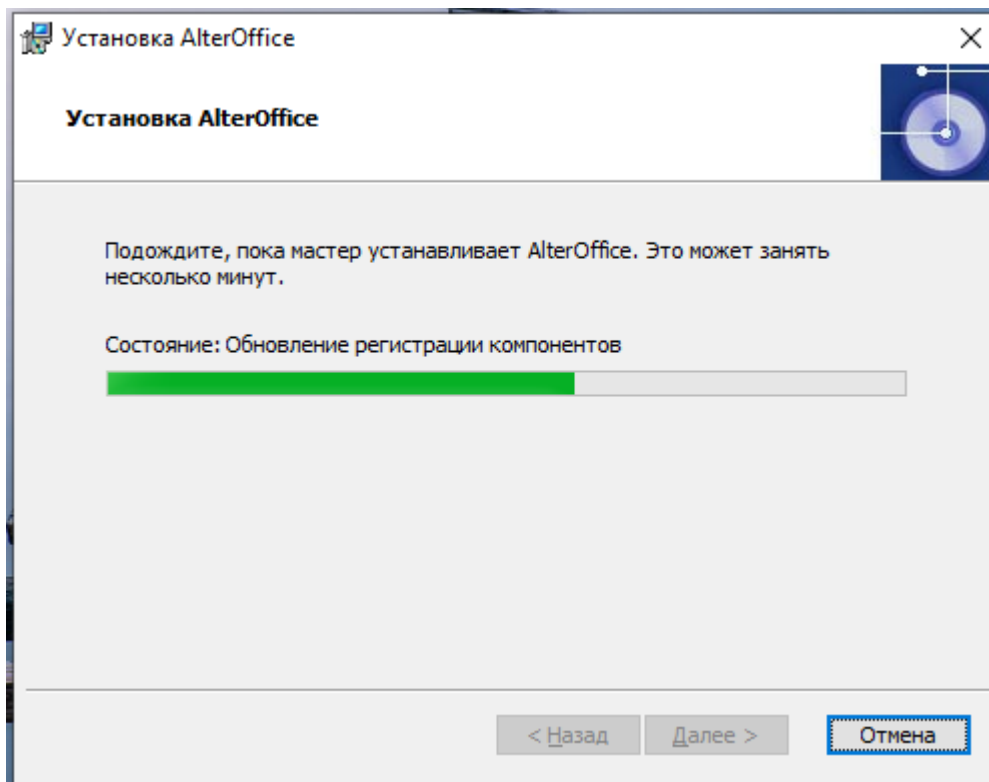 Установка AlterOffice
Установка AlterOffice
Подождите, пока мастер устанавливает AlterOffice. Это может занять
несколько минут.
Состояние: Обновление регистрации компонентов
< Назад
Далее >
Отмена